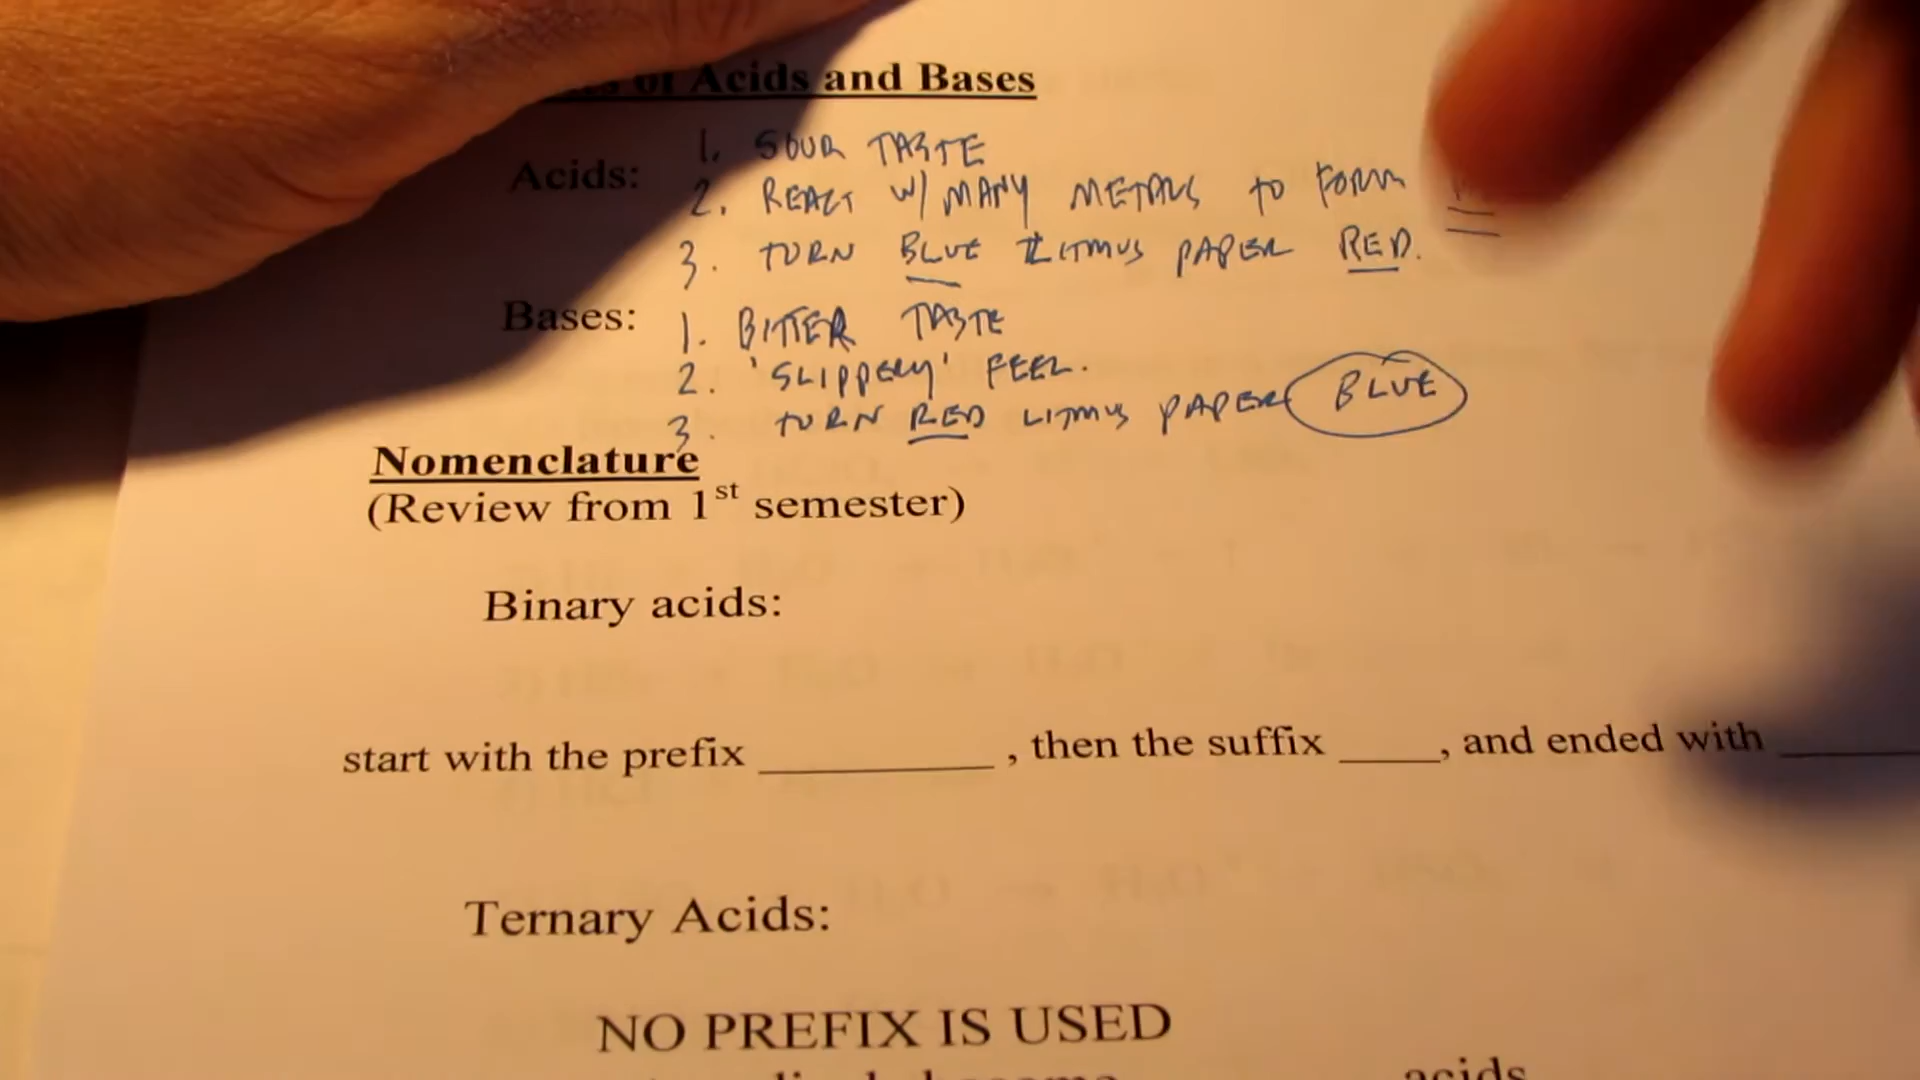 of Acids and Bases
Acids:
1. SOUR TASTE
2. REACT W/ MANY METALS TO FORM
3. TURN BLUE LITMUS PAPER RED.
Bases:
1. BITTER TASTE
2. 'SLIPPERY' FEEL.
3. TURN RED LITMUS PAPER BLUE
Nomenclature
(Review from 1st semester)
Binary acids:
start with the prefix __________ , then the suffix ____, and ended with ______
Ternary Acids:
NO PREFIX IS USED
acids